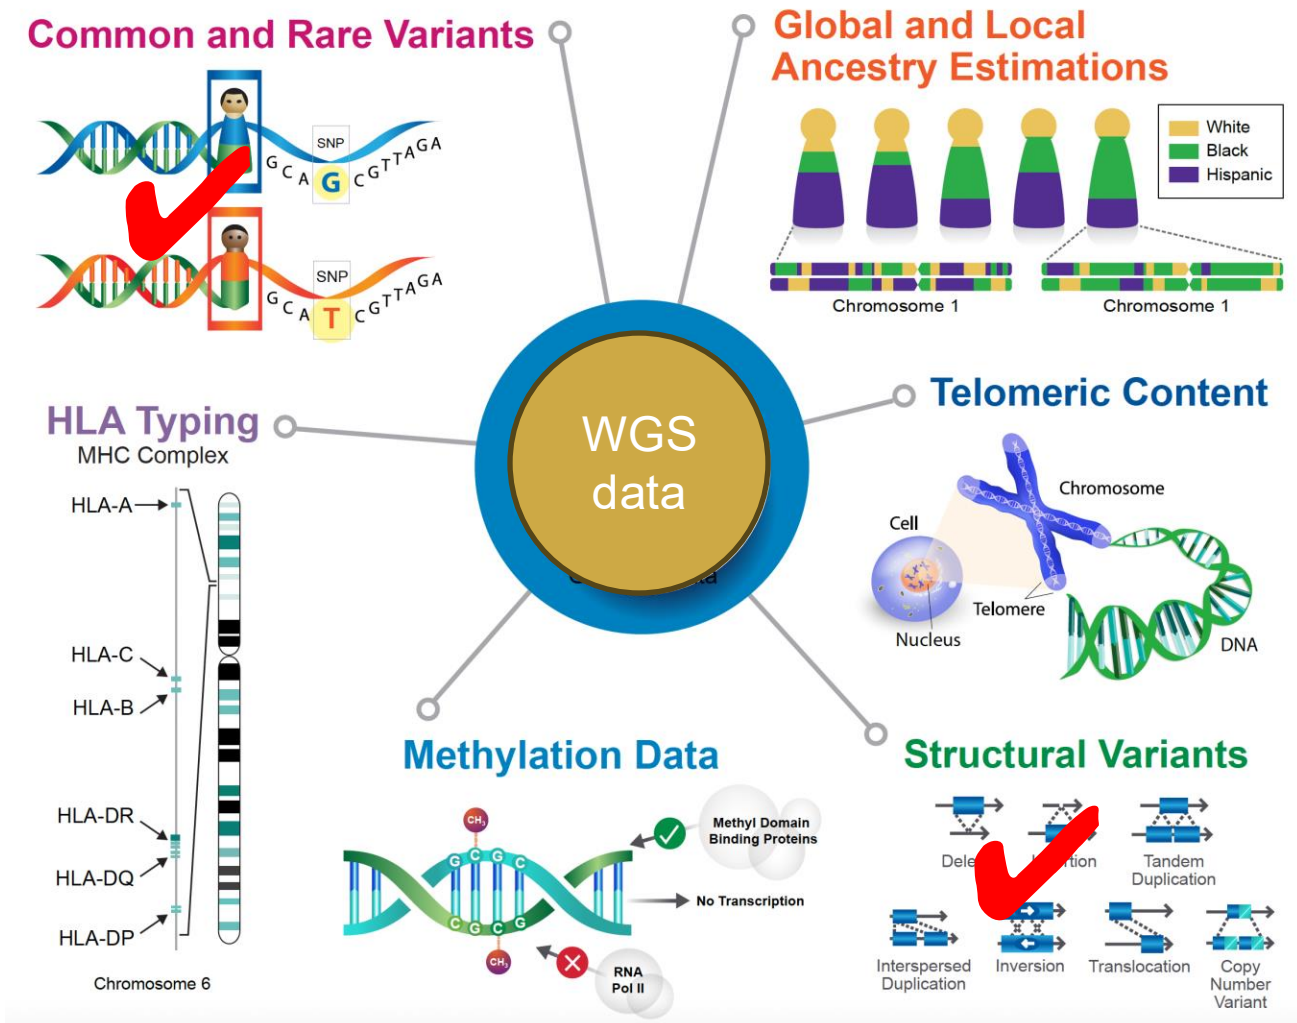 Common and Rare Variants
SNP
G C A G C G T T A G A
SNP
G C A T C G T T A G A
Global and Local
Ancestry Estimations
White
Black
Hispanic
Chromosome 1
Chromosome 1
HLA Typing
MHC Complex
HLA-A
HLA-C
HLA-B
HLA-DR
HLA-DQ
HLA-DP
Chromosome 6
WGS
data
Telomeric Content
Chromosome
Cell
Telomere
Nucleus
DNA
Methylation Data
CH3
G C G C
C G C G
CH3
Methyl Domain
Binding Proteins
No Transcription
RNA
Pol II
Structural Variants
Tandem
Duplication
Interspersed
Duplication
Inversion
Translocation
Copy
Number
Variant